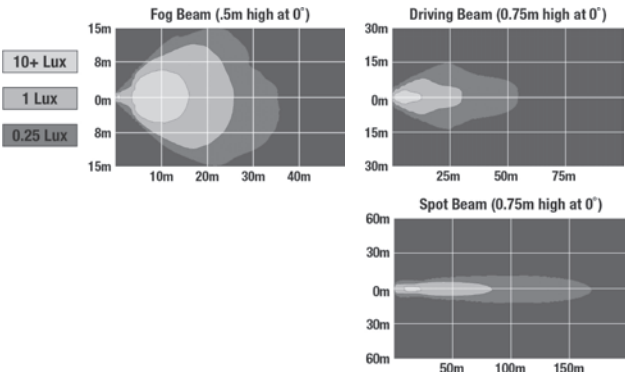 Fog Beam (.5m high at 0°)
15m
8m
0m
8m
15m
10m 20m 30m 40m
10+ Lux
1 Lux
0.25 Lux
Driving Beam (0.75m high at 0°)
30m
15m
0m
15m
30m
25m 50m 75m
Spot Beam (0.75m high at 0°)
60m
30m
0m
30m
60m
50m 100m 150m